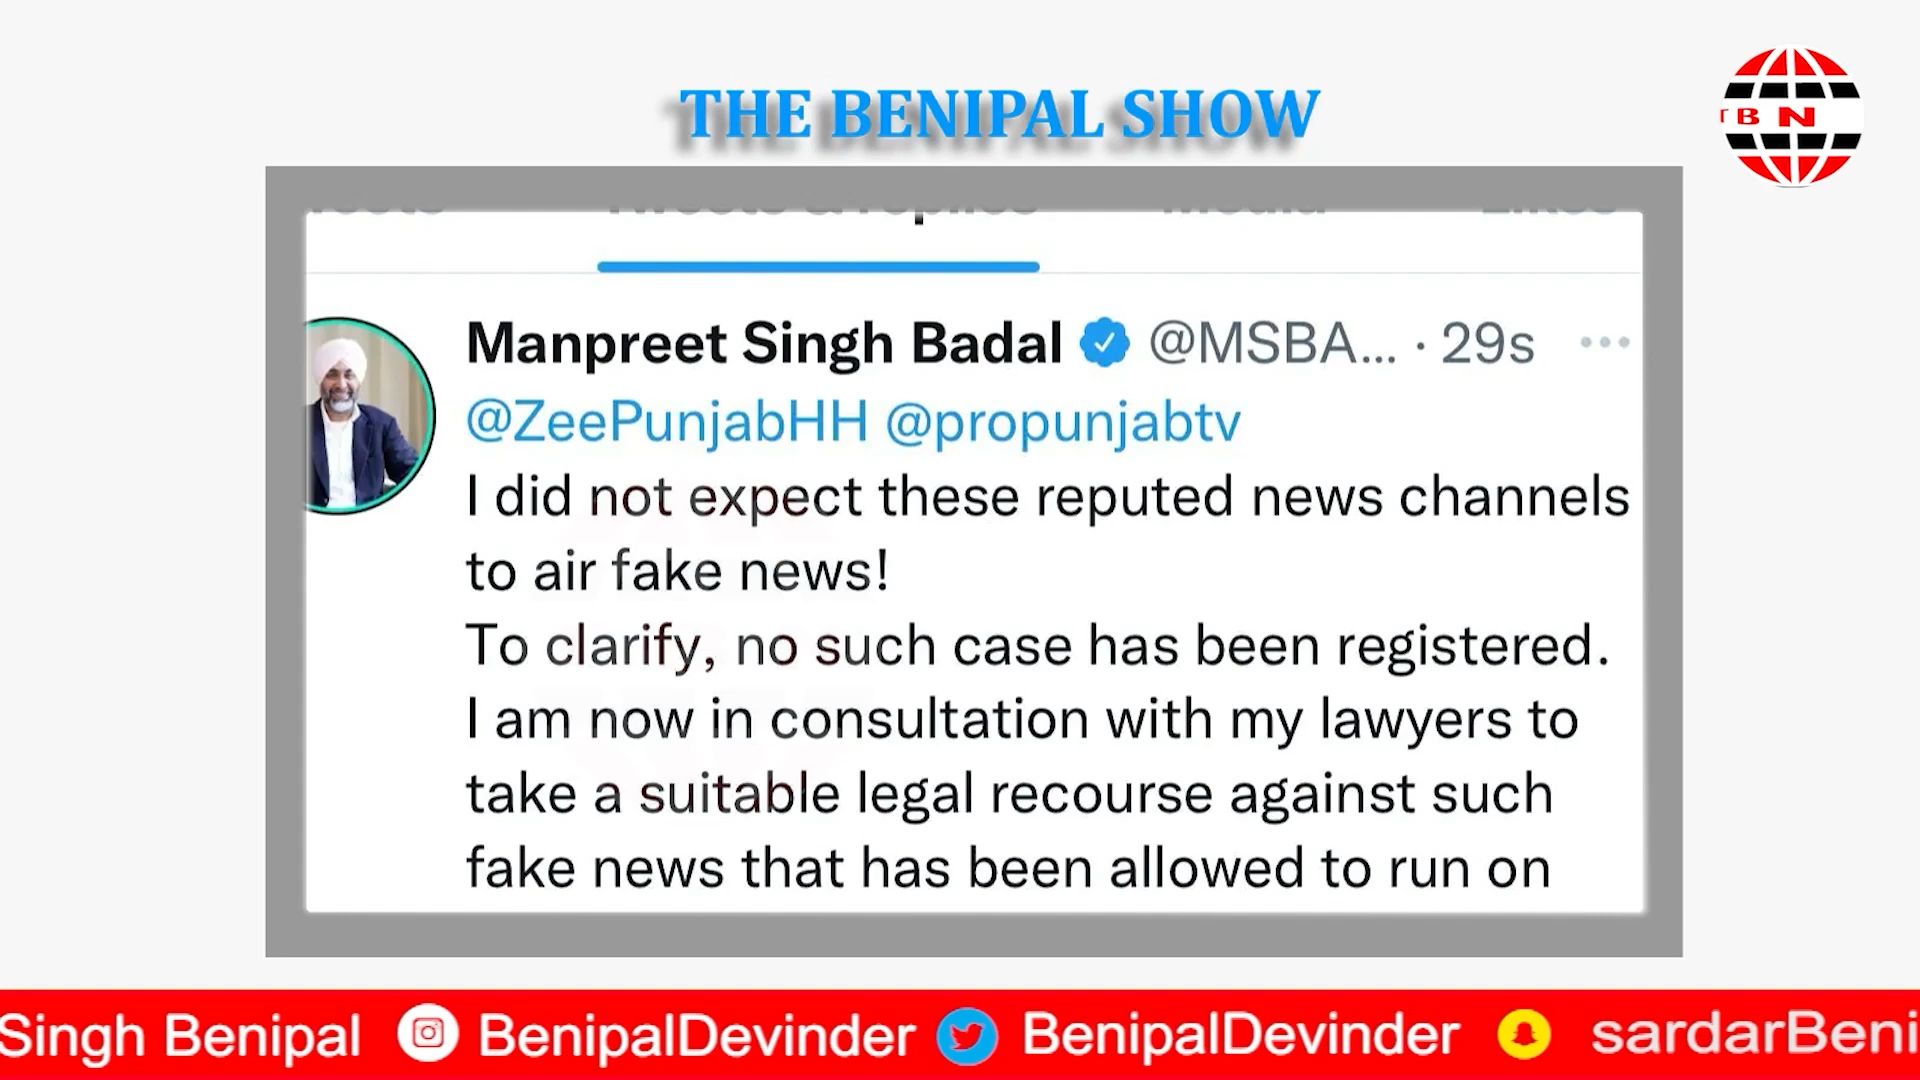 THE BENIPAL SHOW
TBN
Tweets & replies
Manpreet Singh Badal @MSBA... · 29s
@ZeePunjabHH @propunjabtv
I did not expect these reputed news channels
to air fake news!
To clarify, no such case has been registered.
I am now in consultation with my lawyers to
take a suitable legal recourse against such
fake news that has been allowed to run on
Singh Benipal BenipalDevinder BenipalDevinder sardarBeni